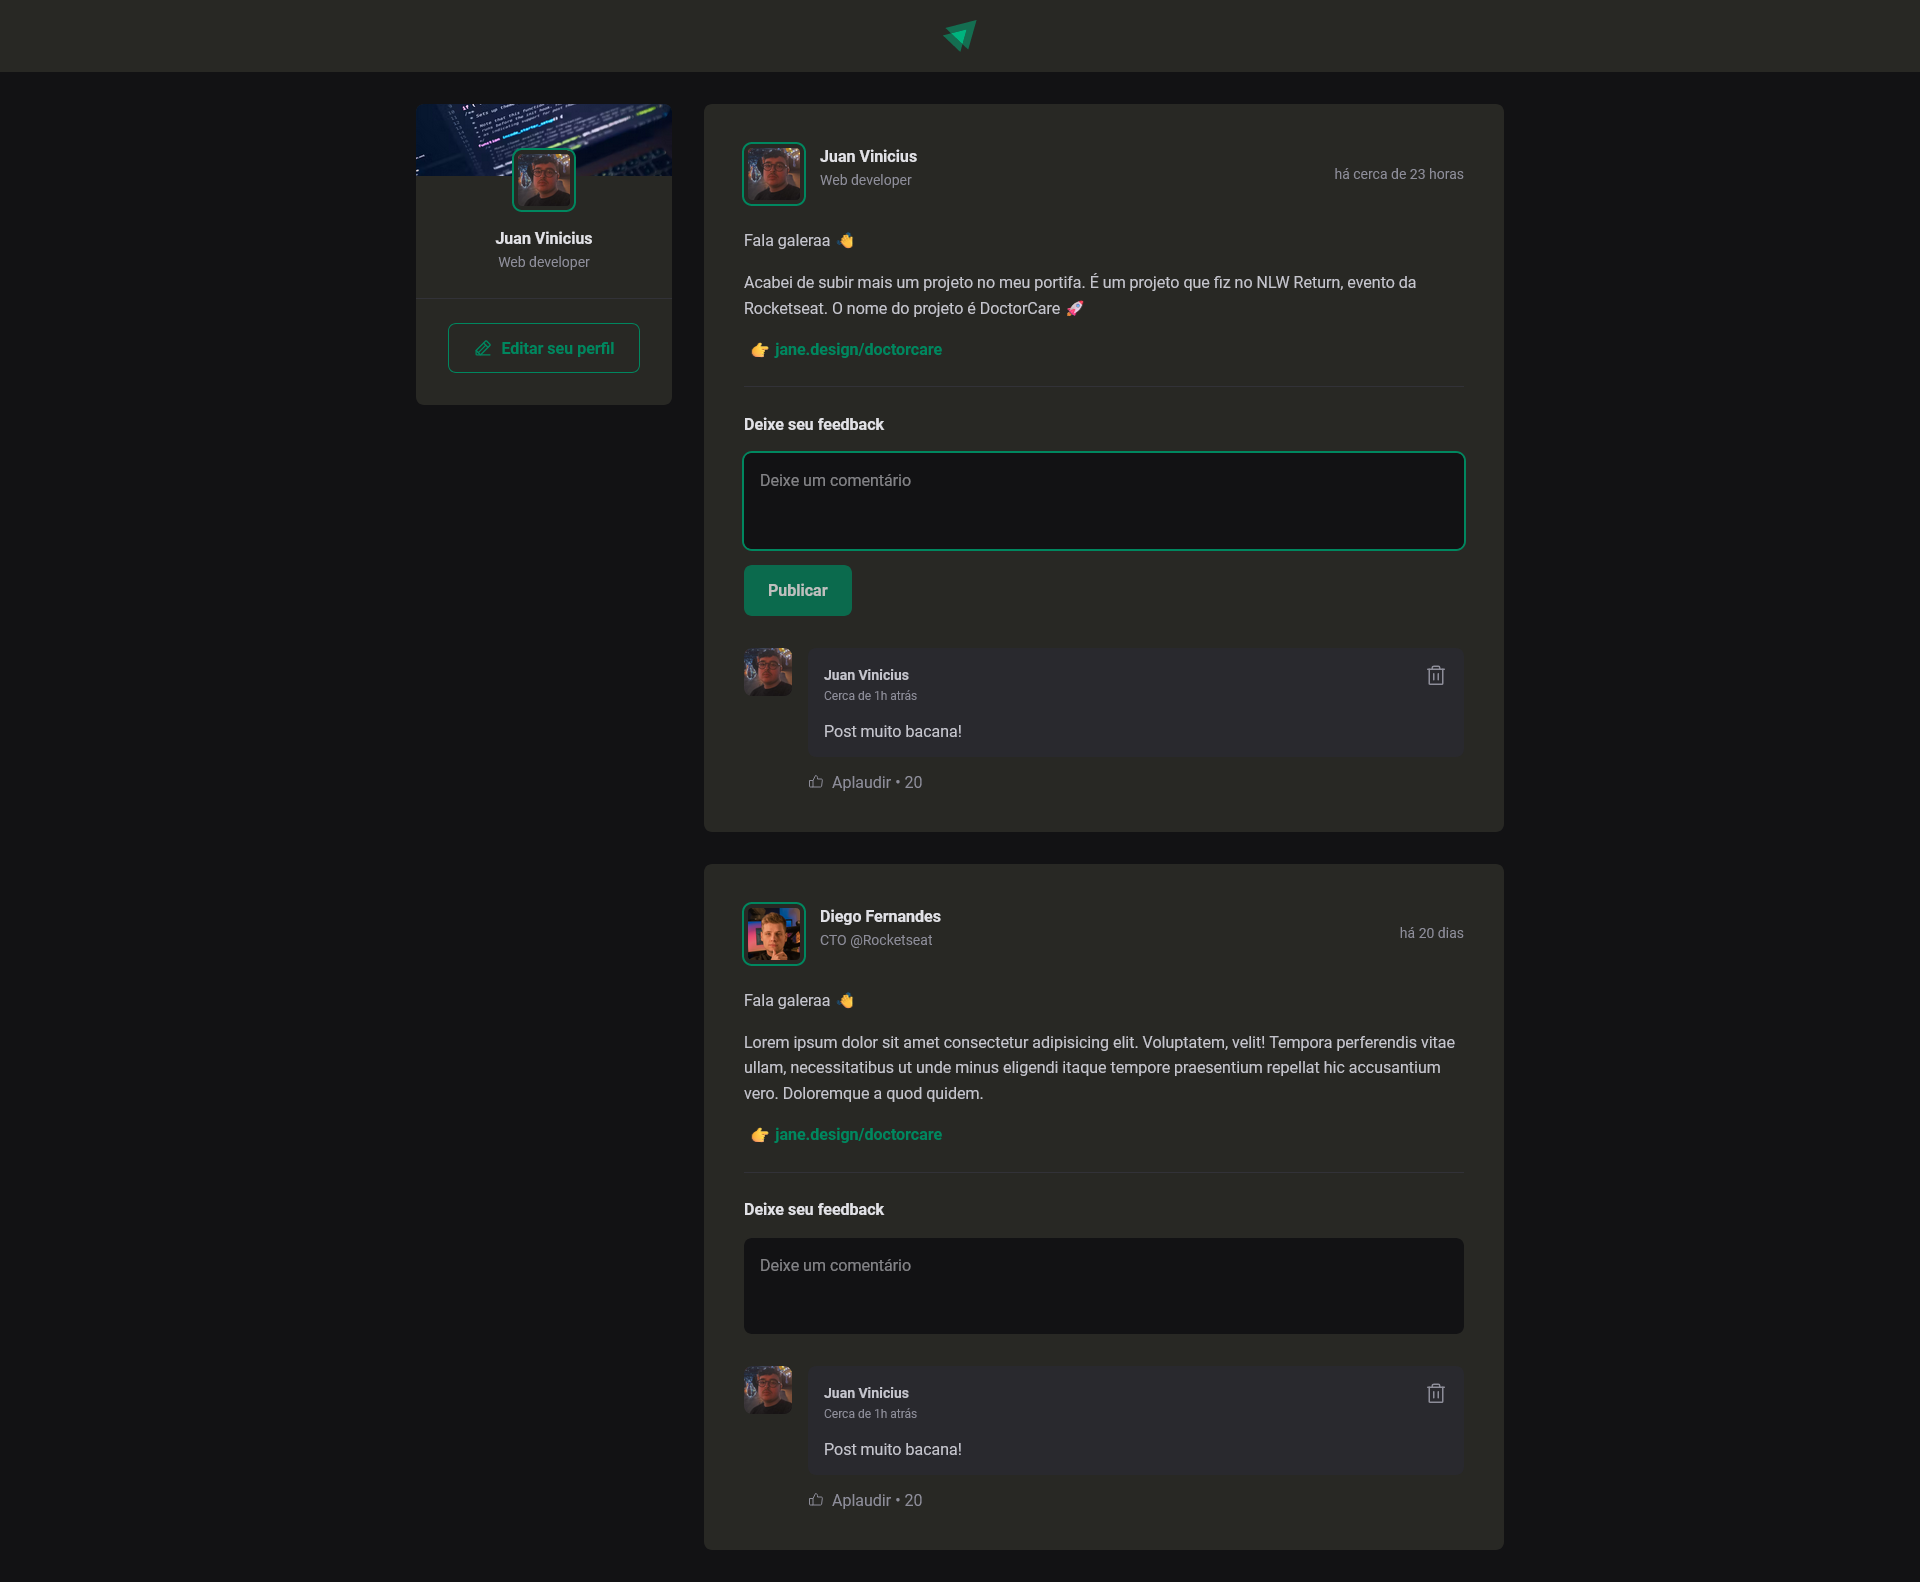 Juan Vinicius
Web developer
Editar seu perfil
Juan Vinicius
Web developer
há cerca de 23 horas
Fala galeraa 👋
Acabei de subir mais um projeto no meu portifa. É um projeto que fiz no NLW Return, evento da
Rocketseat. O nome do projeto é DoctorCare 🚀
👉 jane.design/doctorcare
Deixe seu feedback
Deixe um comentário
Publicar
Juan Vinicius
Cerca de 1h atrás
Post muito bacana!
Aplaudir • 20
Diego Fernandes
CTO @Rocketseat
há 20 dias
Fala galeraa 👋
Lorem ipsum dolor sit amet consectetur adipisicing elit. Voluptatem, velit! Tempora perferendis vitae
ullam, necessitatibus ut unde minus eligendi itaque tempore praesentium repellat hic accusantium
vero. Doloremque a quod quidem.
👉 jane.design/doctorcare
Deixe seu feedback
Deixe um comentário
Juan Vinicius
Cerca de 1h atrás
Post muito bacana!
Aplaudir • 20